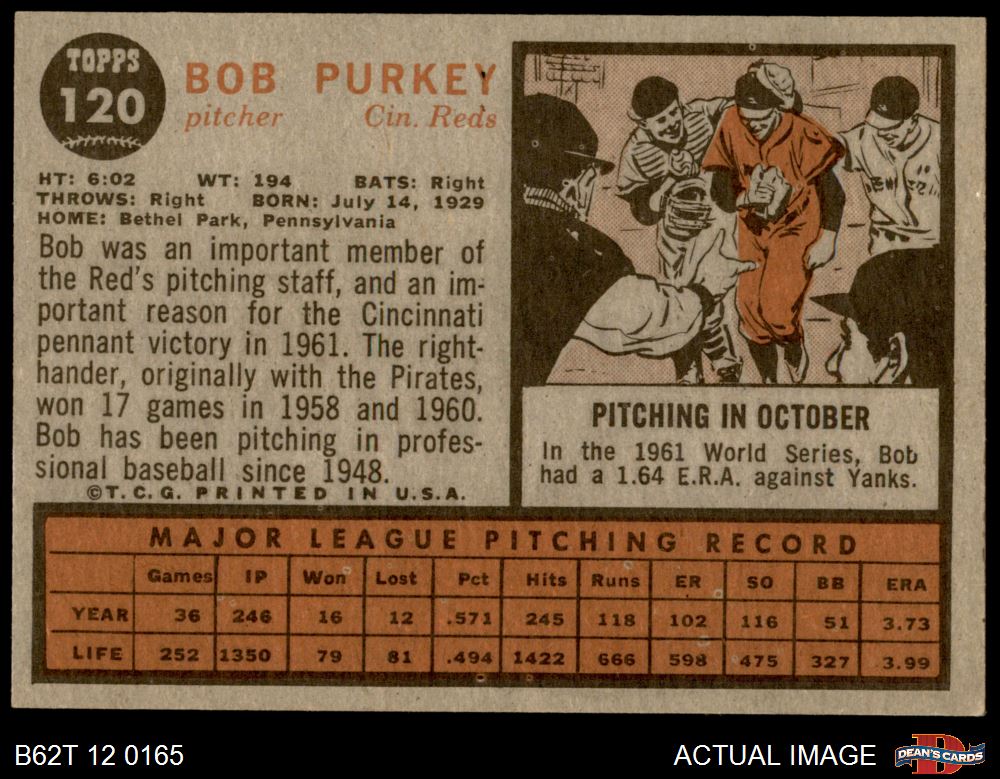 TOPPS
120
BOB PURKEY
pitcher Cin. Reds
HT: 6:02 WT: 194 BATS: Right
THROWS: Right BORN: July 14, 1929
HOME: Bethel Park, Pennsylvania
Bob was an important member of
the Red's pitching staff, and an im-
portant reason for the Cincinnati
pennant victory in 1961. The right-
hander, originally with the Pirates,
won 17 games in 1958 and 1960.
Bob has been pitching in profes-
sional baseball since 1948.
©T.C.G. PRINTED IN U.S.A.
PITCHING IN OCTOBER
In the 1961 World Series, Bob
had a 1.64 E.R.A. against Yanks.
MAJOR LEAGUE PITCHING RECORD
Games IP Won Lost Pct Hits Runs ER SO BB ERA
YEAR 36 246 16 12 .571 245 118 102 116 51 3.73
LIFE 252 1350 79 81 .494 1422 666 598 475 327 3.99
B62T 12 0165 ACTUAL IMAGE DEAN'S CARDS